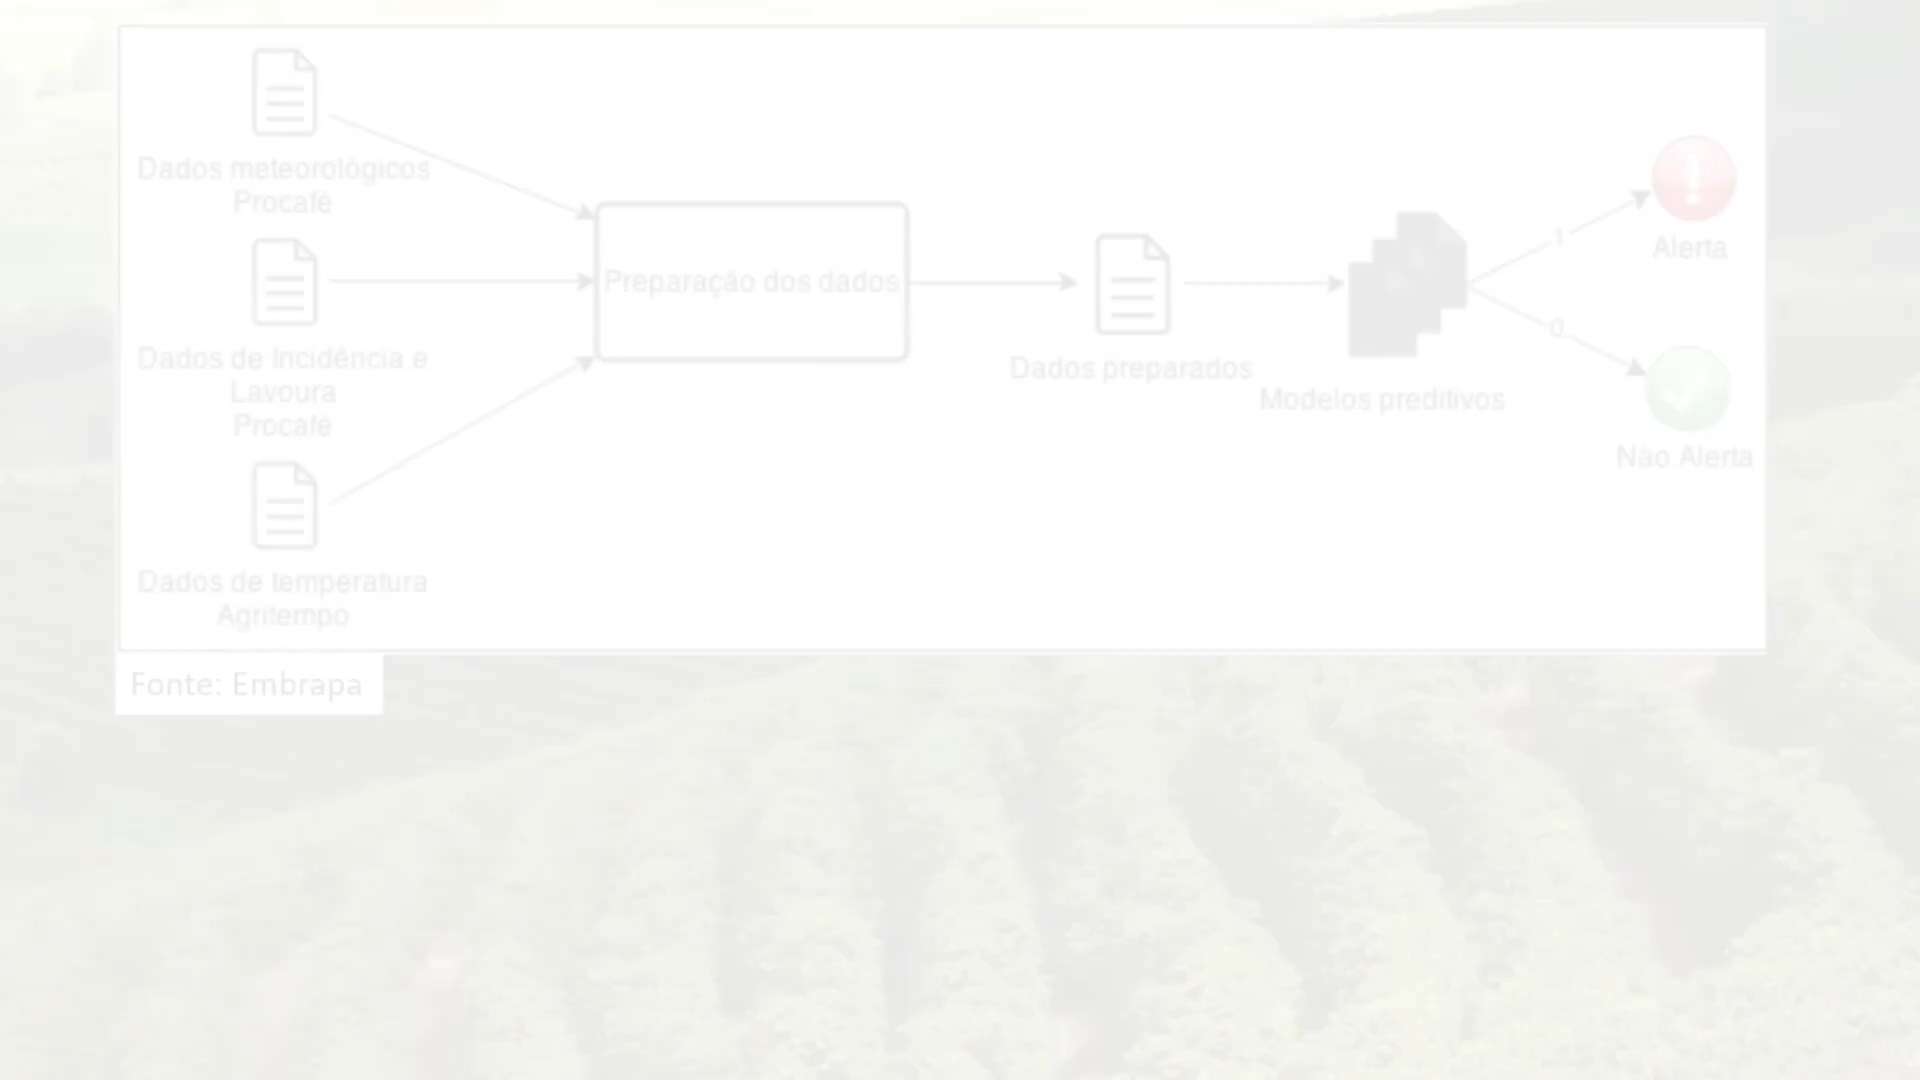 Dados meteorológicos
Procafé
Dados de Incidência e
Lavoura
Procafé
Dados de temperatura
Agritempo
Preparação dos dados
Dados preparados
Modelos preditivos
1
0
Alerta
Não Alerta
Fonte: Embrapa